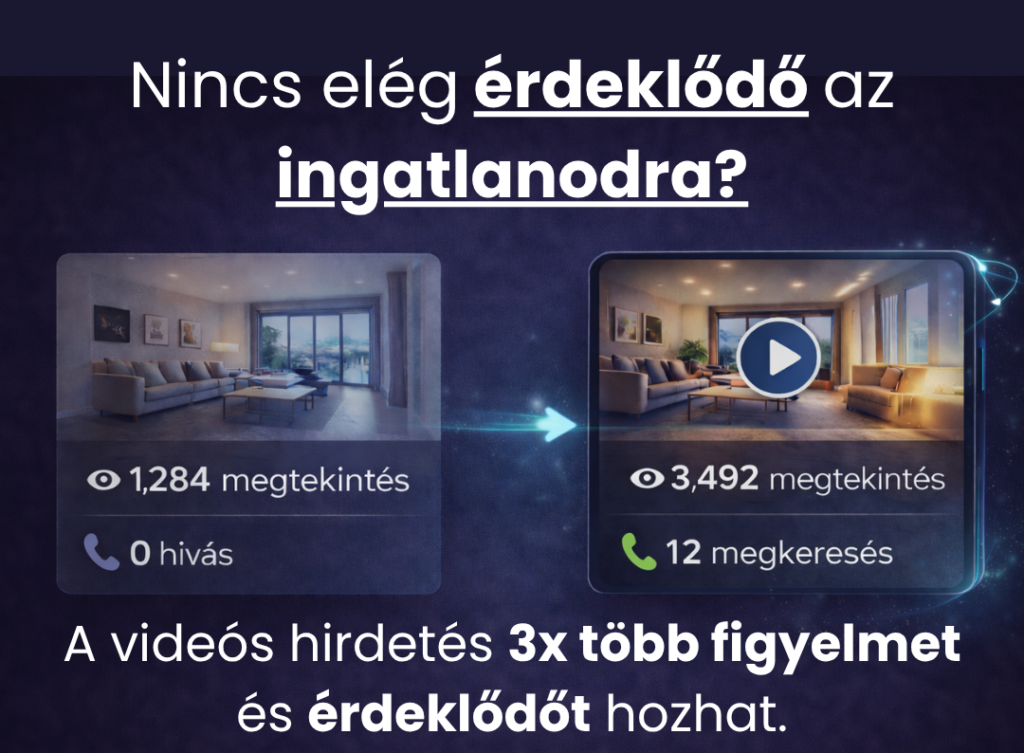 Nincs elég érdeklődő az
ingatlanodra?
1,284 megtekintés
0 hivás
3,492 megtekintés
12 megkeresés
A videós hirdetés 3x több figyelmet
és érdeklődőt hozhat.